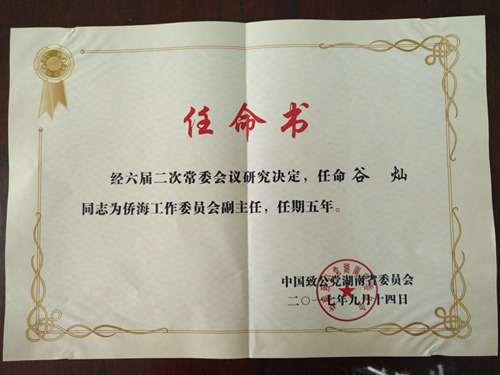 任命书
经六届二次常委会议研究决定，任命谷 灿
同志为侨海工作委员会副主任，任期五年。
中国致公党湖南省委员会
二〇一七年九月十四日